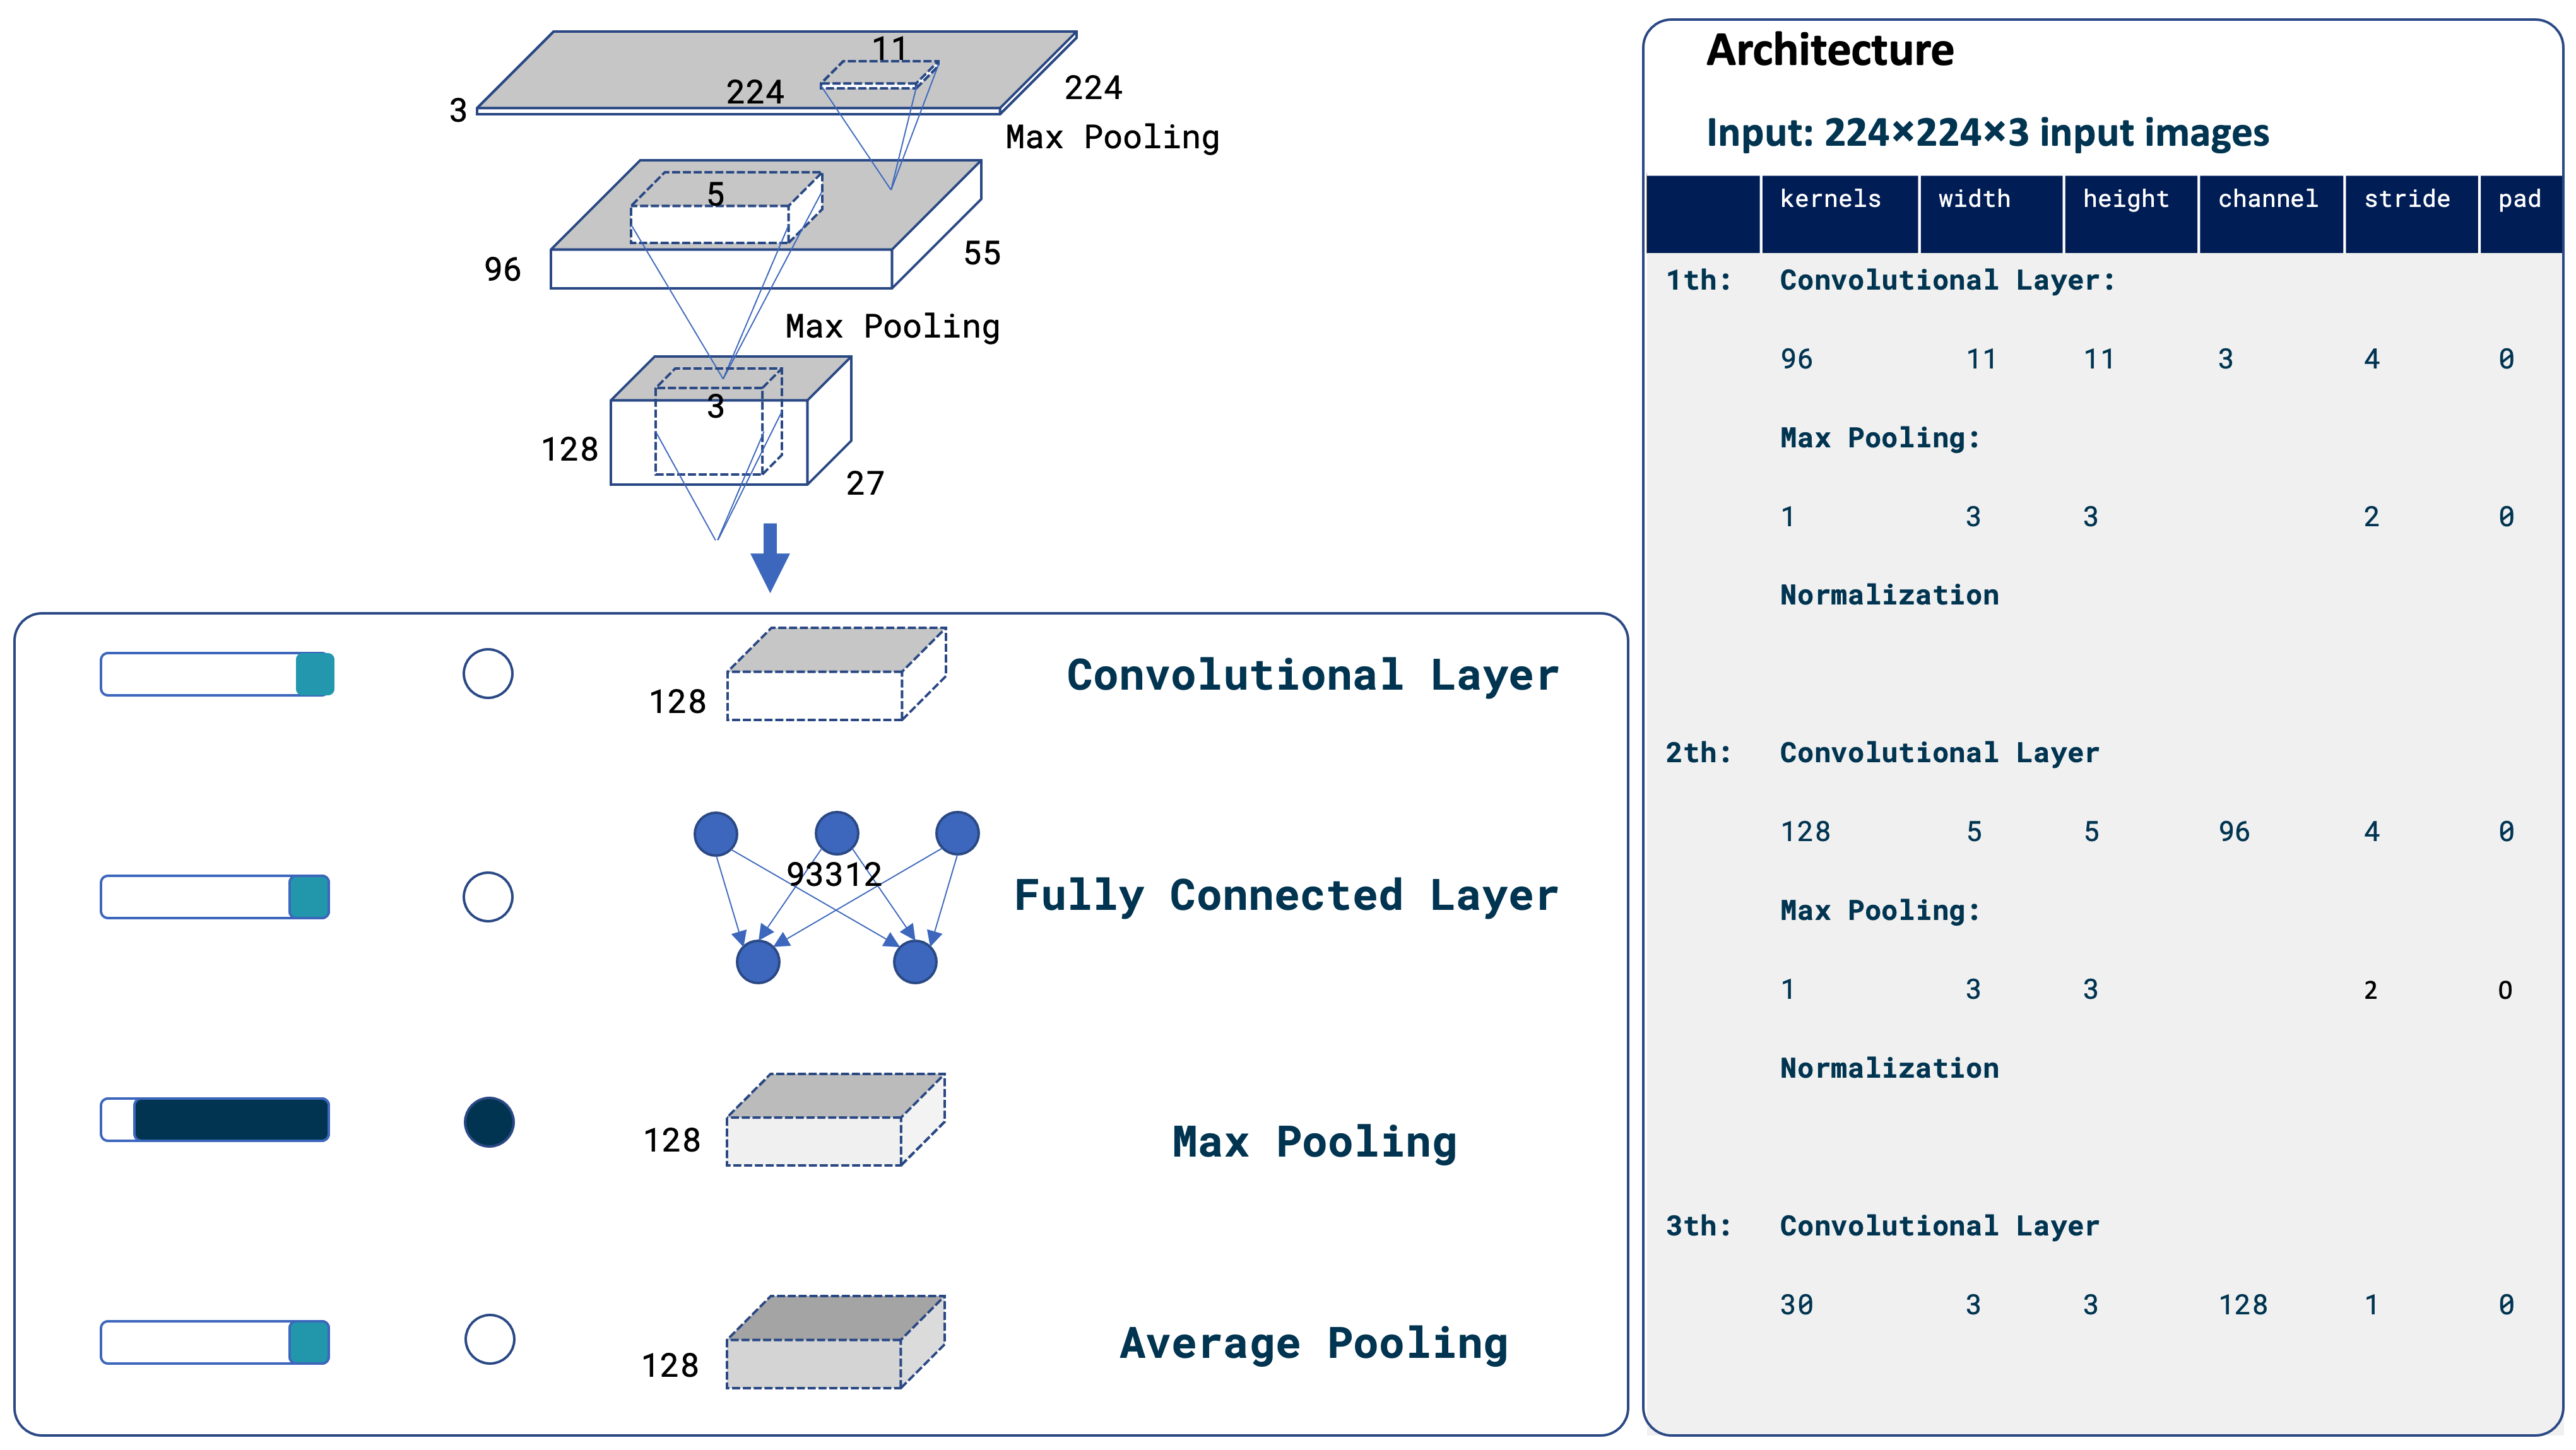 11
224
224
3
Max Pooling
5
96
55
Max Pooling
3
128
27
128
Convolutional Layer
93312
Fully Connected Layer
128
Max Pooling
128
Average Pooling
Architecture
Input: 224×224×3 input images
kernels width height channel stride pad
1th: Convolutional Layer:
96 11 11 3 4 0
Max Pooling:
1 3 3 2 0
Normalization
2th: Convolutional Layer
128 5 5 96 4 0
Max Pooling:
1 3 3 2 0
Normalization
3th: Convolutional Layer
30 3 3 128 1 0